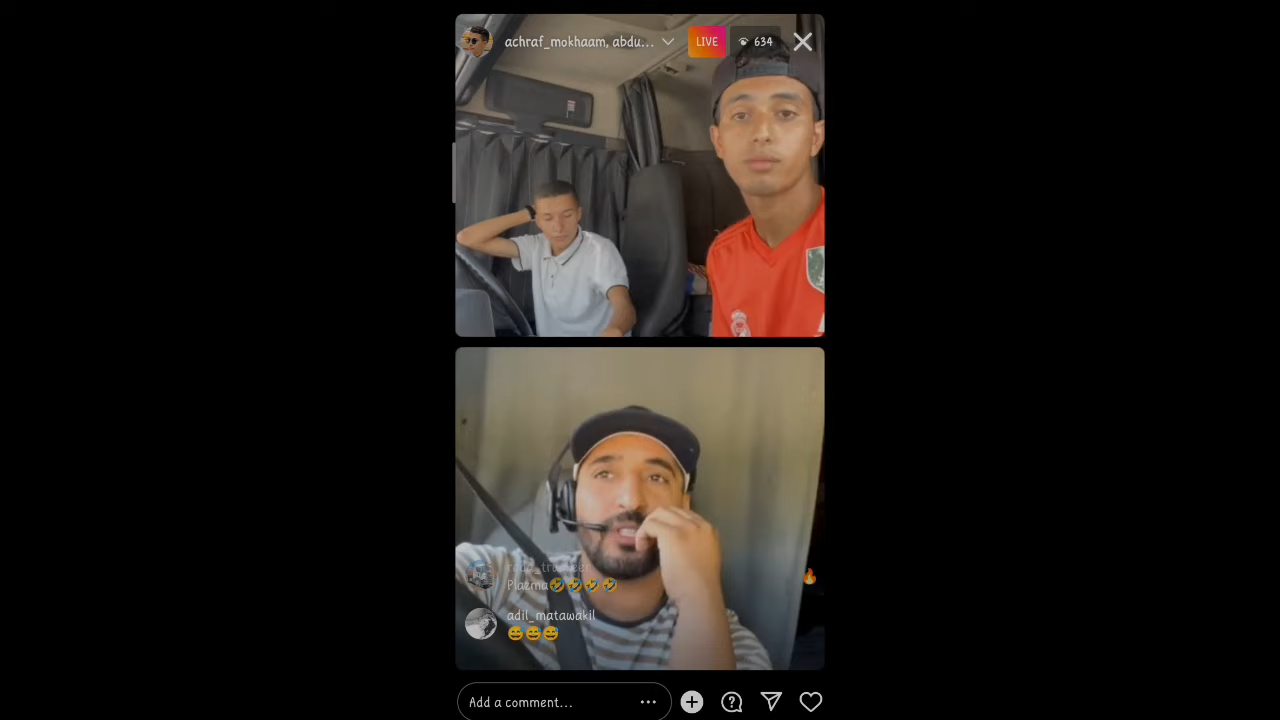 achraf_mokhaam, abdu...
LIVE
634
Plazma🤣🤣🤣🤣
adil_matawakil
😅😅😅
Add a comment...